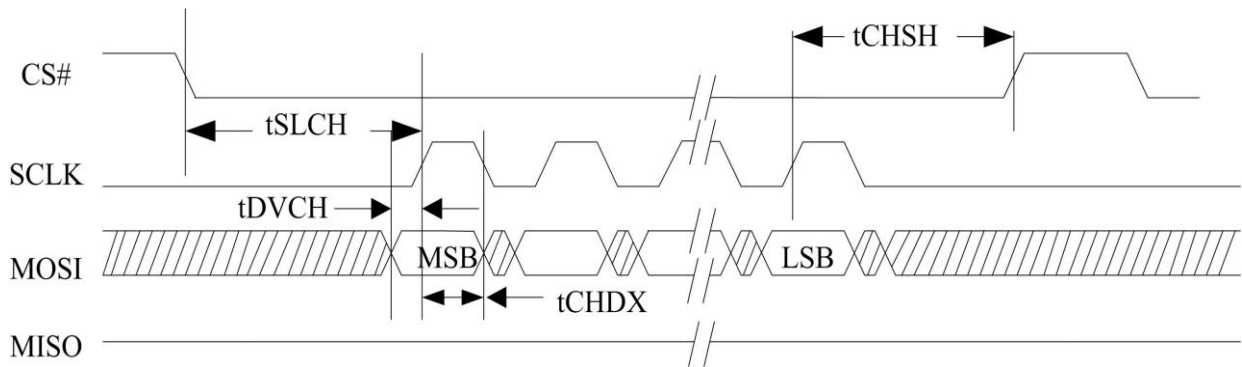 tCHSH
CS#
tSLCH
SCLK
tDVCH
MOSI MSB LSB
tCHDX
MISO